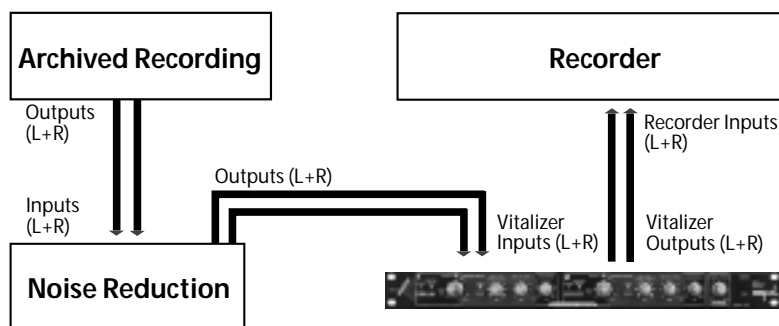 Archived Recording
Recorder
Outputs
(L+R)
Recorder Inputs
(L+R)
Outputs (L+R)
Inputs
(L+R)
Vitalizer
Inputs (L+R)
Vitalizer
Outputs (L+R)
Noise Reduction